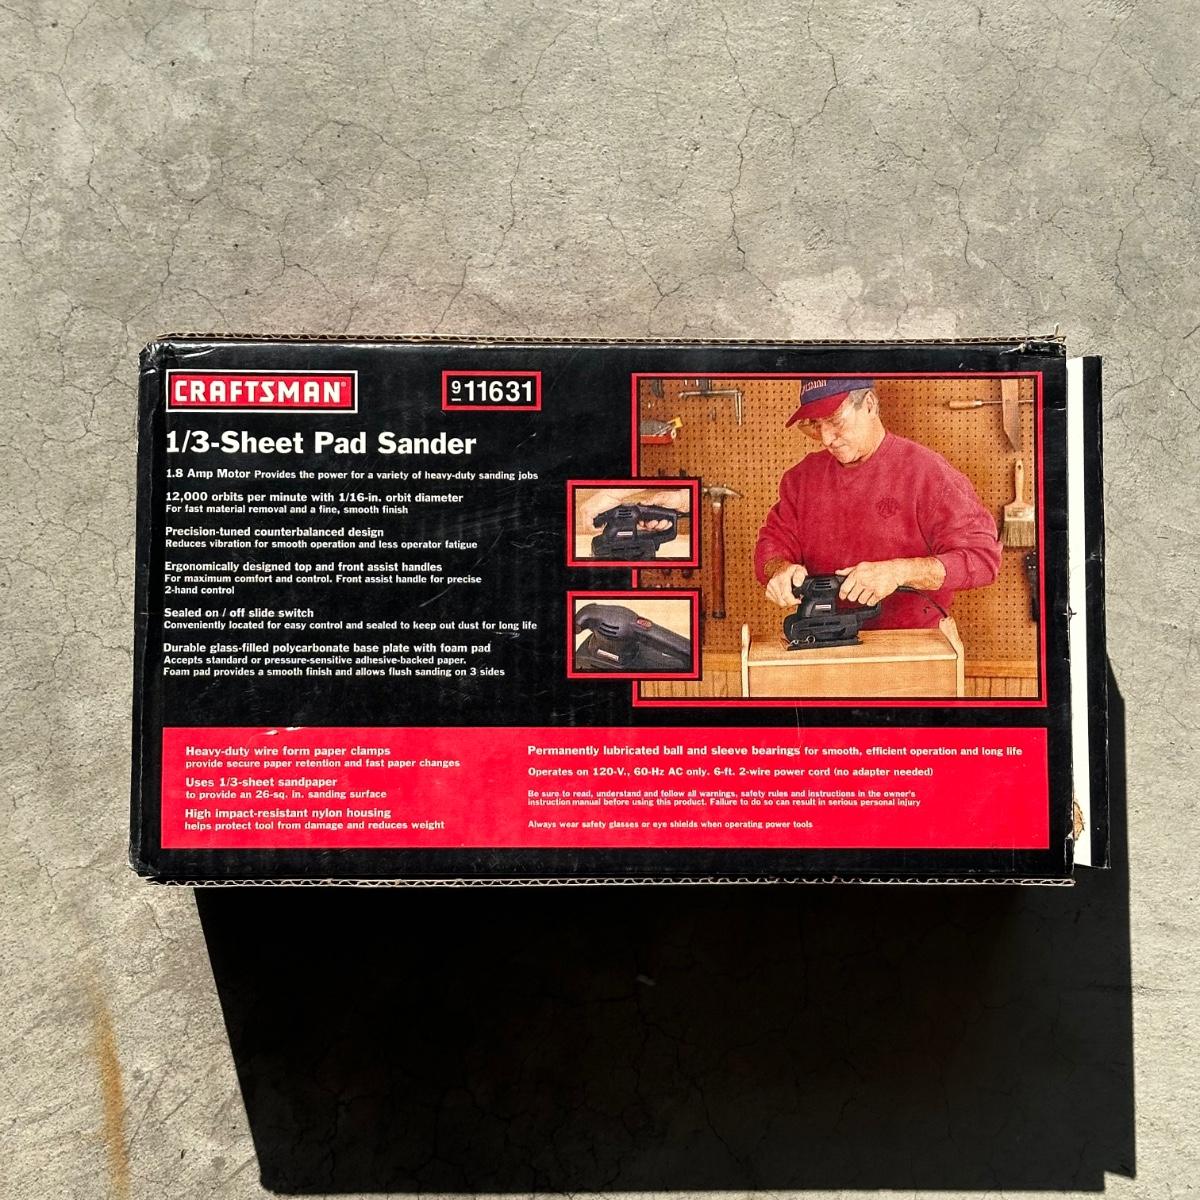 CRAFTSMAN®
9 11631
1/3-Sheet Pad Sander
1.8 Amp Motor Provides the power for a variety of heavy-duty sanding jobs
12,000 orbits per minute with 1/16-in. orbit diameter
For fast material removal and a fine, smooth finish
Precision-tuned counterbalanced design
Reduces vibration for smooth operation and less operator fatigue
Ergonomically designed top and front assist handles
For maximum comfort and control. Front assist handle for precise
2-hand control
Sealed on / off slide switch
Conveniently located for easy control and sealed to keep out dust for long life
Durable glass-filled polycarbonate base plate with foam pad
Accepts standard or pressure-sensitive adhesive-backed paper.
Foam pad provides a smooth finish and allows flush sanding on 3 sides
Heavy-duty wire form paper clamps
provide secure paper retention and fast paper changes
Uses 1/3-sheet sandpaper
to provide an 26-sq. in. sanding surface
High impact-resistant nylon housing
helps protect tool from damage and reduces weight
Permanently lubricated ball and sleeve bearings for smooth, efficient operation and long life
Operates on 120-V., 60-Hz AC only. 6-ft. 2-wire power cord (no adapter needed)
Be sure to read, understand and follow all warnings, safety rules and instructions in the owner's
instruction manual before using this product. Failure to do so can result in serious personal injury
Always wear safety glasses or eye shields when operating power tools